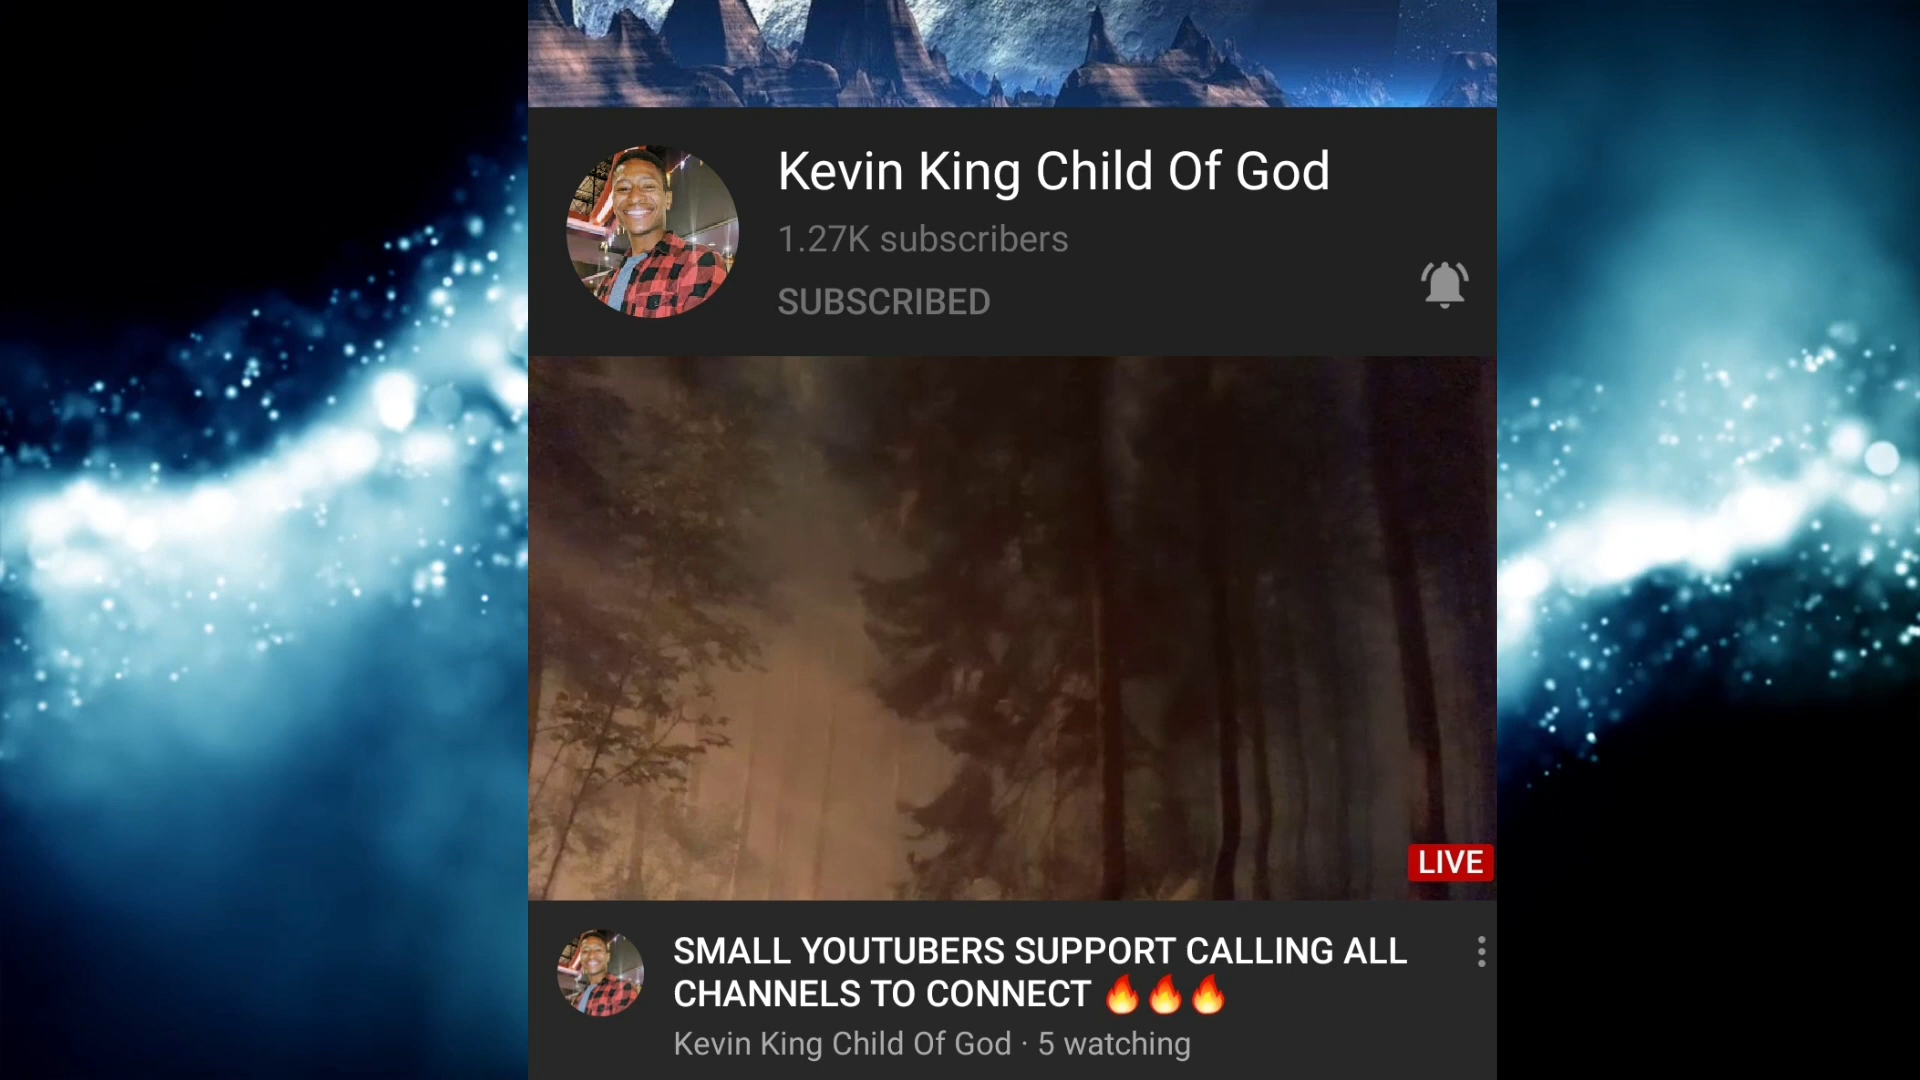 Kevin King Child Of God
1.27K subscribers
SUBSCRIBED
LIVE
SMALL YOUTUBERS SUPPORT CALLING ALL
CHANNELS TO CONNECT 🔥🔥🔥
Kevin King Child Of God · 5 watching